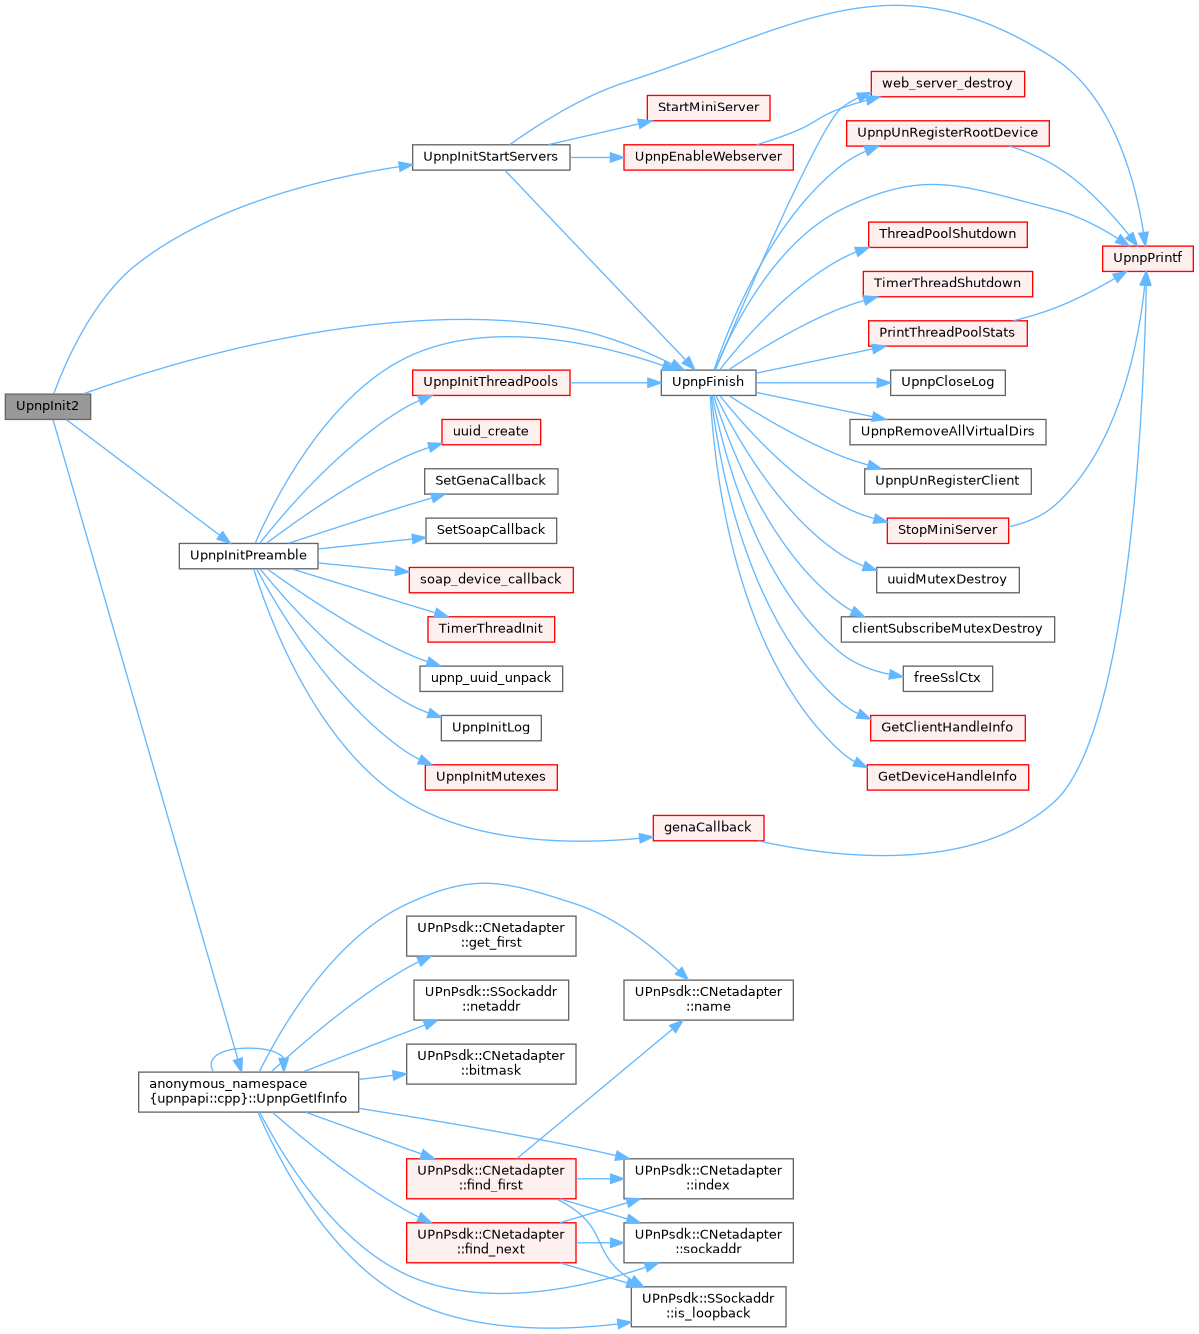 web_server_destroy
StartMiniServer
UpnpUnRegisterRootDevice
UpnpInitStartServers
UpnpEnableWebserver
ThreadPoolShutdown
UpnpPrintf
TimerThreadShutdown
PrintThreadPoolStats
UpnpInitThreadPools
UpnpFinish
UpnpCloseLog
UpnpInit2
uuid_create
UpnpRemoveAllVirtualDirs
SetGenaCallback
UpnpUnRegisterClient
SetSoapCallback
StopMiniServer
UpnpInitPreamble
soap_device_callback
uuidMutexDestroy
TimerThreadInit
clientSubscribeMutexDestroy
upnp_uuid_unpack
freeSslCtx
UpnpInitLog
GetClientHandleInfo
UpnpInitMutexes
GetDeviceHandleInfo
genaCallback
UPnPsdk::CNetadapter
::get_first
UPnPsdk::SSockaddr
::netaddr
UPnPsdk::CNetadapter
::name
UPnPsdk::CNetadapter
::bitmask
anonymous_namespace
{upnpapi::cpp}::UpnpGetIfInfo
UPnPsdk::CNetadapter
::find_first
UPnPsdk::CNetadapter
::index
UPnPsdk::CNetadapter
::find_next
UPnPsdk::CNetadapter
::sockaddr
UPnPsdk::SSockaddr
::is_loopback